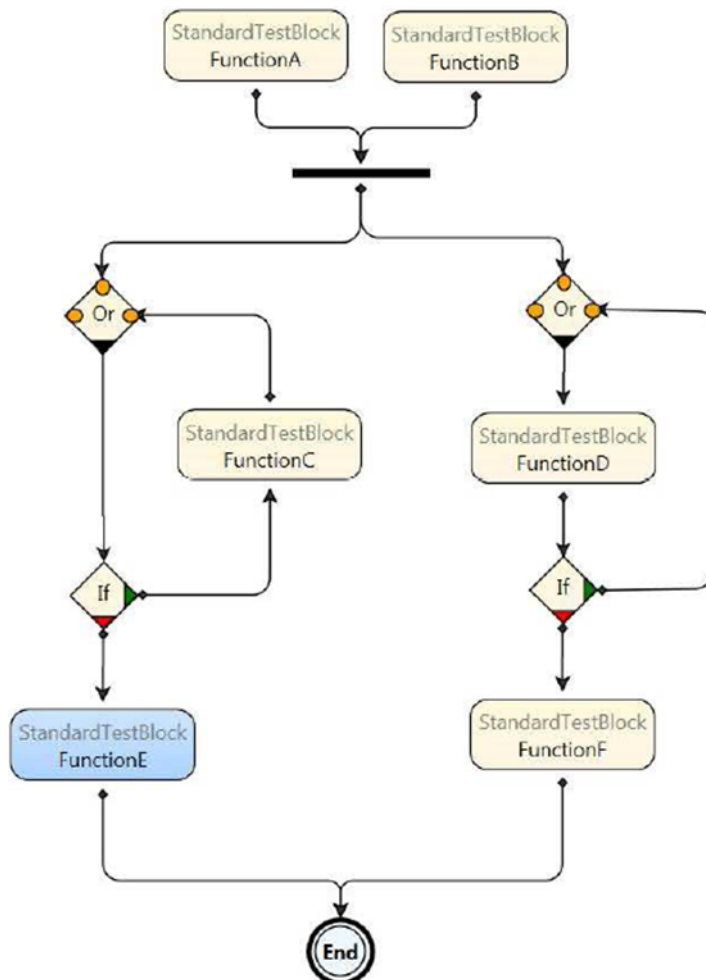 StandardTestBlock
FunctionA
StandardTestBlock
FunctionB
Or
Or
StandardTestBlock
FunctionC
StandardTestBlock
FunctionD
If
If
StandardTestBlock
FunctionE
StandardTestBlock
FunctionF
End